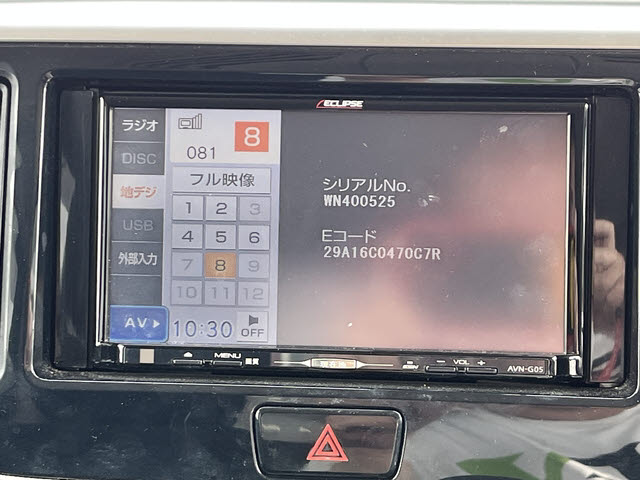 ECLIPSE
ラジオ
DISC
地デジ
USB
外部入力
AV
8
081
フル映像
1 2 3
4 5 6
7 8 9
10 11 12
10:30 OFF
シリアルNo.
WN400525
Eコード
29A16C0470C7R
MENU
− VOL +
AVN-G05